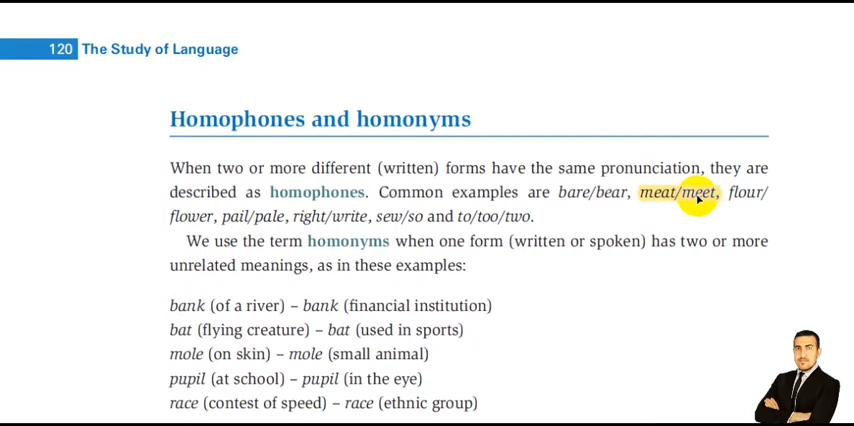 120 The Study of Language
Homophones and homonyms
When two or more different (written) forms have the same pronunciation, they are
described as homophones. Common examples are bare/bear, meat/meet, flour/
flower, pail/pale, right/write, sew/so and to/too/two.
We use the term homonyms when one form (written or spoken) has two or more
unrelated meanings, as in these examples:
bank (of a river) – bank (financial institution)
bat (flying creature) – bat (used in sports)
mole (on skin) – mole (small animal)
pupil (at school) – pupil (in the eye)
race (contest of speed) – race (ethnic group)